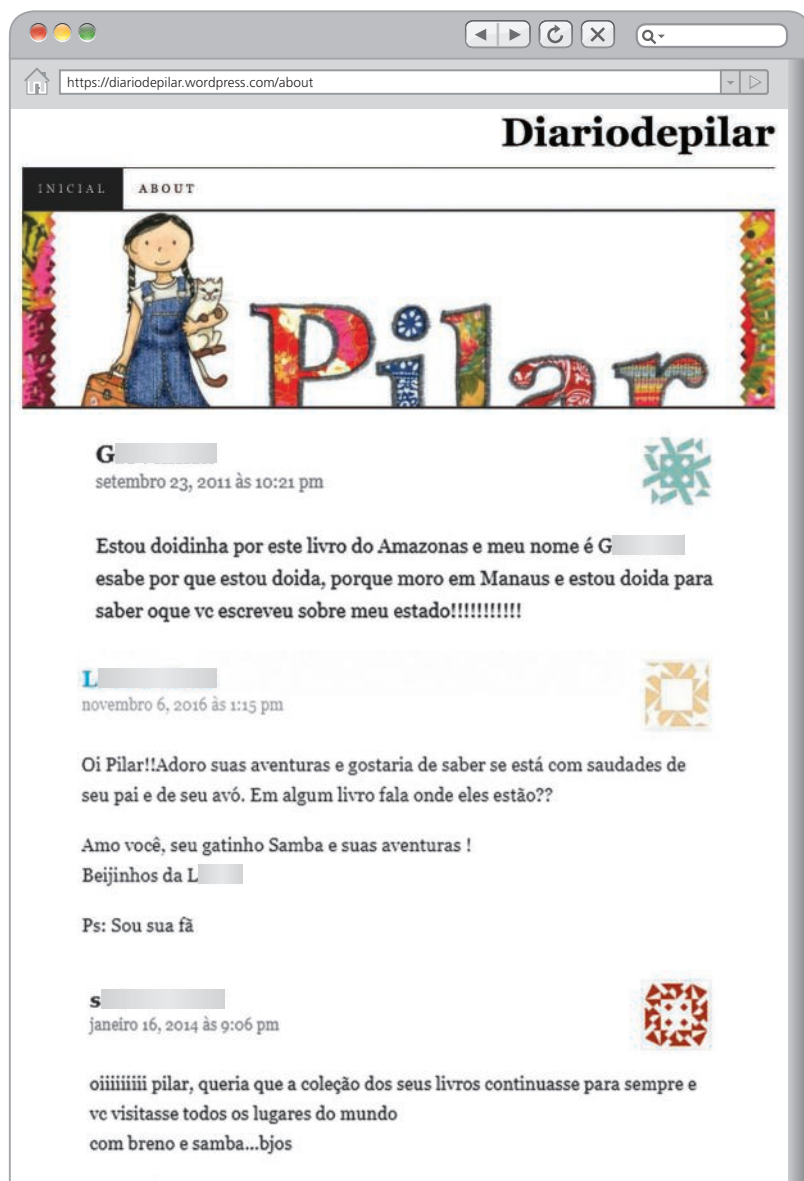 https://diariodepilar.wordpress.com/about
Diariodepilar
INICIAL ABOUT
Pilar
G
setembro 23, 2011 às 10:21 pm
Estou doidinha por este livro do Amazonas e meu nome é G
esabe por que estou doida, porque moro em Manaus e estou doida para
saber oque vc escreveu sobre meu estado!!!!!!!!!!!
L
novembro 6, 2016 às 1:15 pm
Oi Pilar!!Adoro suas aventuras e gostaria de saber se está com saudades de
seu pai e de seu avó. Em algum livro fala onde eles estão??
Amo você, seu gatinho Samba e suas aventuras !
Beijinhos da L
Ps: Sou sua fã
s
janeiro 16, 2014 às 9:06 pm
oiiiiiiiii pilar, queria que a coleção dos seus livros continuasse para sempre e
vc visitasse todos os lugares do mundo
com breno e samba...bjos